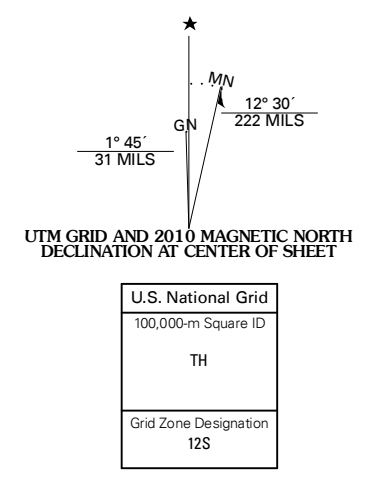 MN
12° 30´
222 MILS
GN
1° 45´
31 MILS
UTM GRID AND 2010 MAGNETIC NORTH
DECLINATION AT CENTER OF SHEET
U.S. National Grid
100,000-m Square ID
TH
Grid Zone Designation
12S